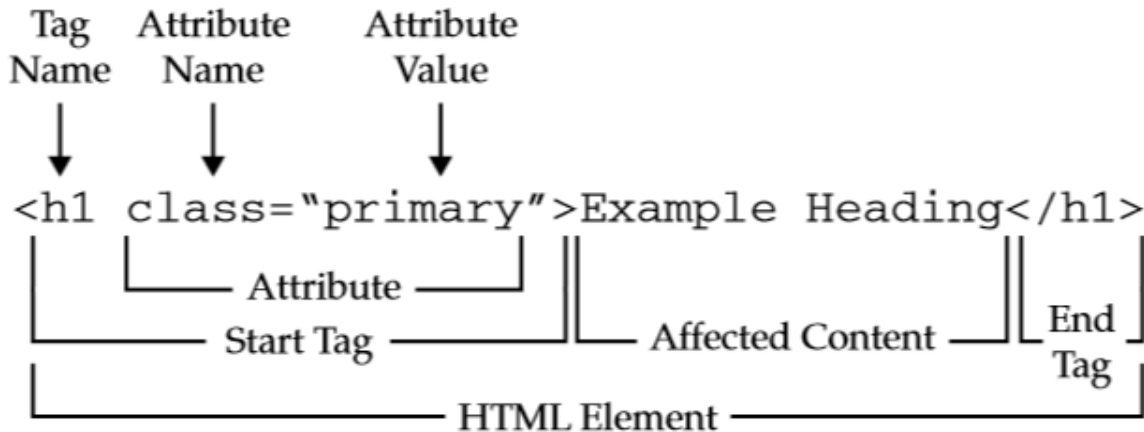 Tag Attribute Attribute
Name Name Value
<h1 class="primary">Example Heading</h1>
Attribute
Start Tag Affected Content End
Tag
HTML Element